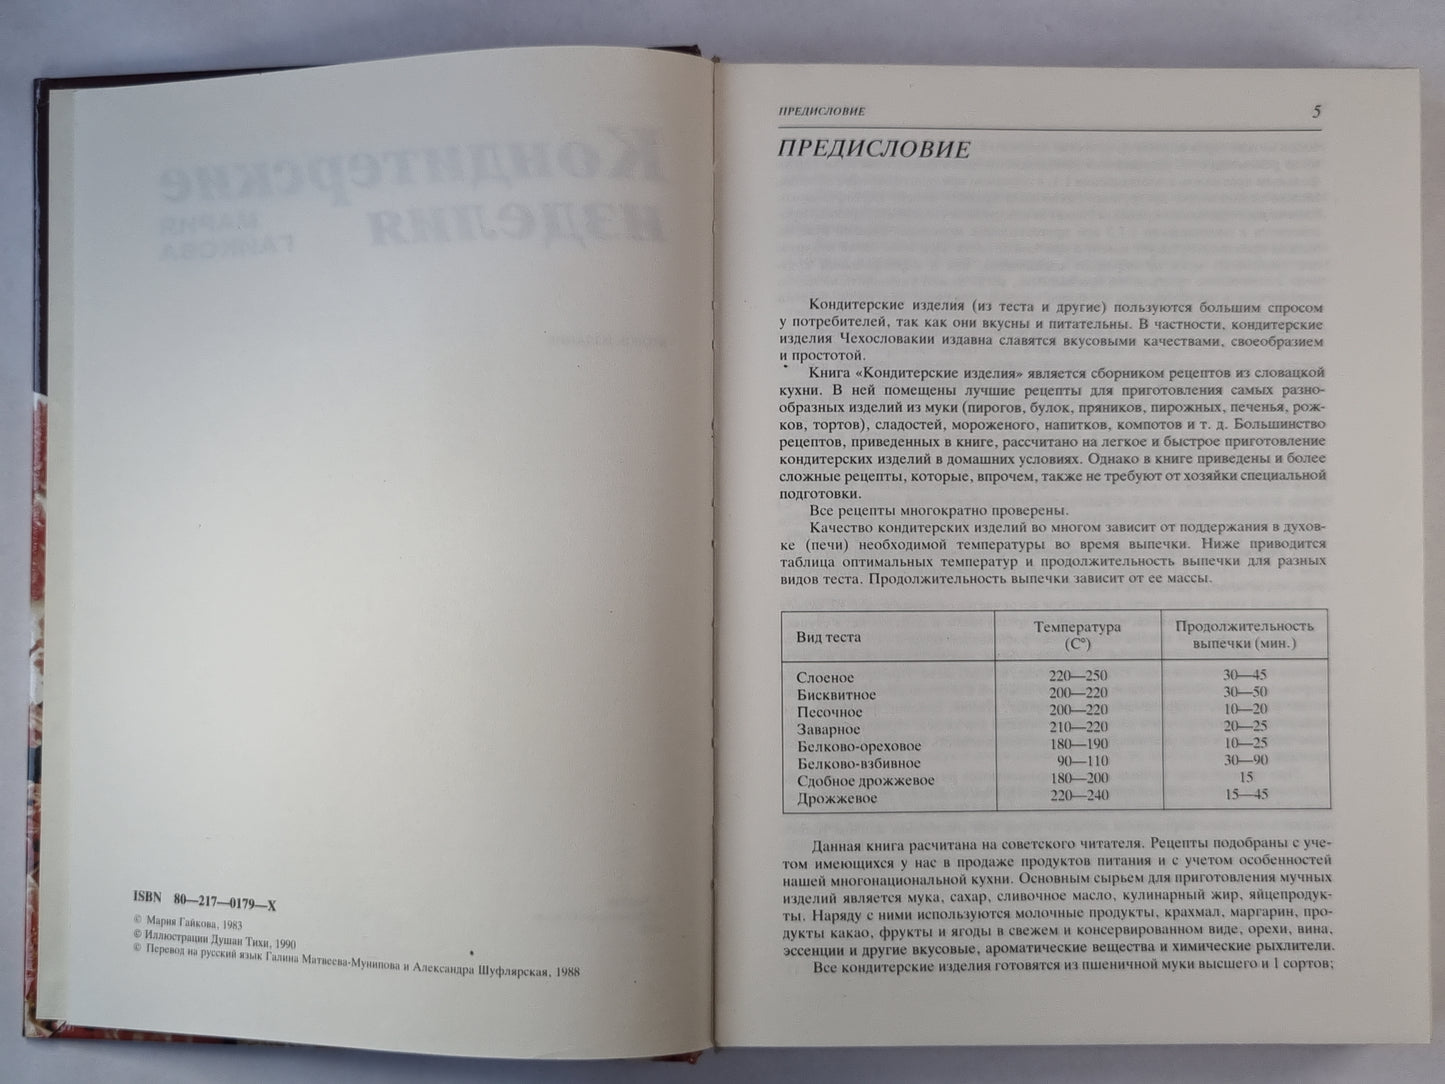 Кондитерские
изделия
МАРИЯ
ГАЙКОВА
ISBN 80—217—0179—X
© Мария Гайкова, 1983
© Иллюстрации Душан Тихи, 1990
© Перевод на русский язык Галина Матвеева-Мунипова и Александра Шуфлярская, 1988
ПРЕДИСЛОВИЕ 5
ПРЕДИСЛОВИЕ
Кондитерские изделия (из теста и другие) пользуются большим спросом
у потребителей, так как они вкусны и питательны. В частности, кондитерские
изделия Чехословакии издавна славятся вкусовыми качествами, своеобразием
и простотой.
Книга «Кондитерские изделия» является сборником рецептов из словацкой
кухни. В ней помещены лучшие рецепты для приготовления самых разно-
образных изделий из муки (пирогов, булок, пряников, пирожных, печенья, рож-
ков, тортов), сладостей, мороженого, напитков, компотов и т. д. Большинство
рецептов, приведенных в книге, рассчитано на легкое и быстрое приготовление
кондитерских изделий в домашних условиях. Однако в книге приведены и более
сложные рецепты, которые, впрочем, также не требуют от хозяйки специальной
подготовки.
Все рецепты многократно проверены.
Качество кондитерских изделий во многом зависит от поддержания в духов-
ке (печи) необходимой температуры во время выпечки. Ниже приводится
таблица оптимальных температур и продолжительность выпечки для разных
видов теста. Продолжительность выпечки зависит от ее массы.
Вид теста Температура (С°) Продолжительность выпечки (мин.)
Слоеное 220—250 30—45
Бисквитное 200—220 30—50
Песочное 200—220 10—20
Заварное 210—220 20—25
Белково-ореховое 180—190 10—25
Белково-взбивное 90—110 30—90
Сдобное дрожжевое 180—200 15
Дрожжевое 220—240 15—45
Данная книга расчитана на советского читателя. Рецепты подобраны с уче-
том имеющихся у нас в продаже продуктов питания и с учетом особенностей
нашей многонациональной кухни. Основным сырьем для приготовления мучных
изделий является мука, сахар, сливочное масло, кулинарный жир, яйцепродук-
ты. Наряду с ними используются молочные продукты, крахмал, маргарин, про-
дукты какао, фрукты и ягоды в свежем и консервированном виде, орехи, вина,
эссенции и другие вкусовые, ароматические вещества и химические рыхлители.
Все кондитерские изделия готовятся из пшеничной муки высшего и 1 сортов;